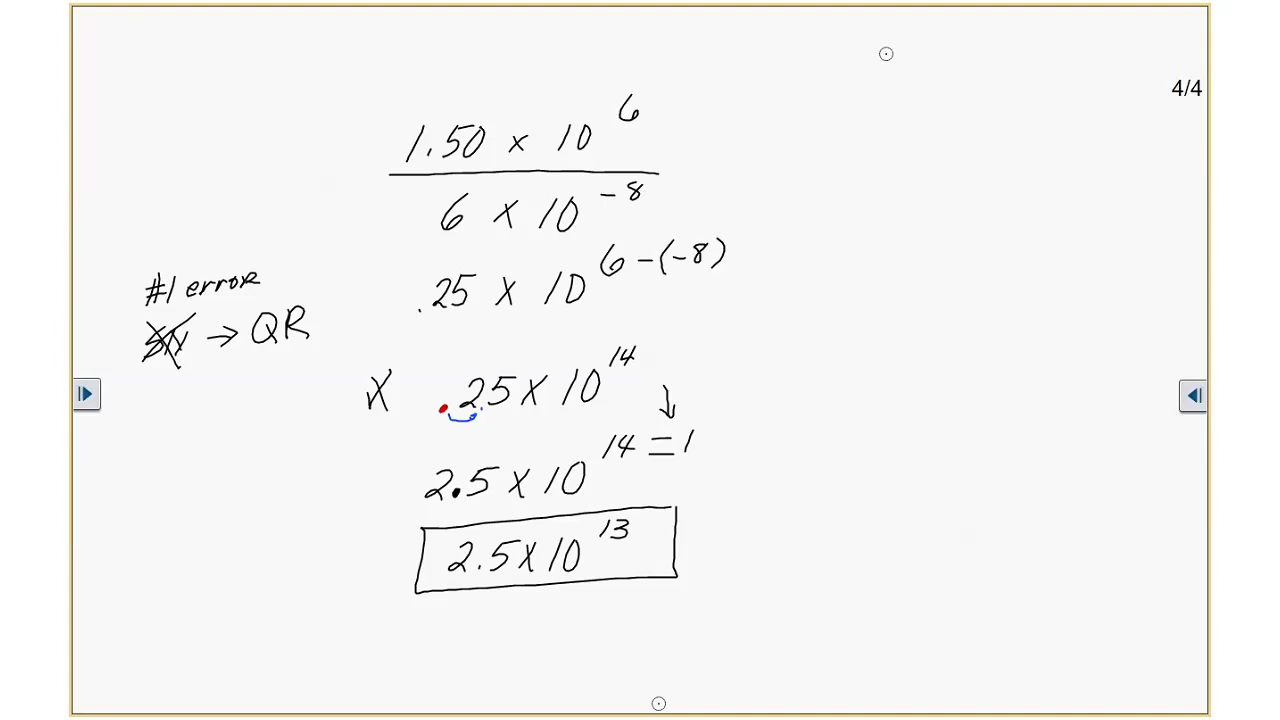 4/4
1.50 x 10^6
6 x 10^-8
.25 x 10^6-(-8)
#1 error
→ QR
X .25 x 10^14
2.5 x 10^14 = 1
2.5 x 10^13